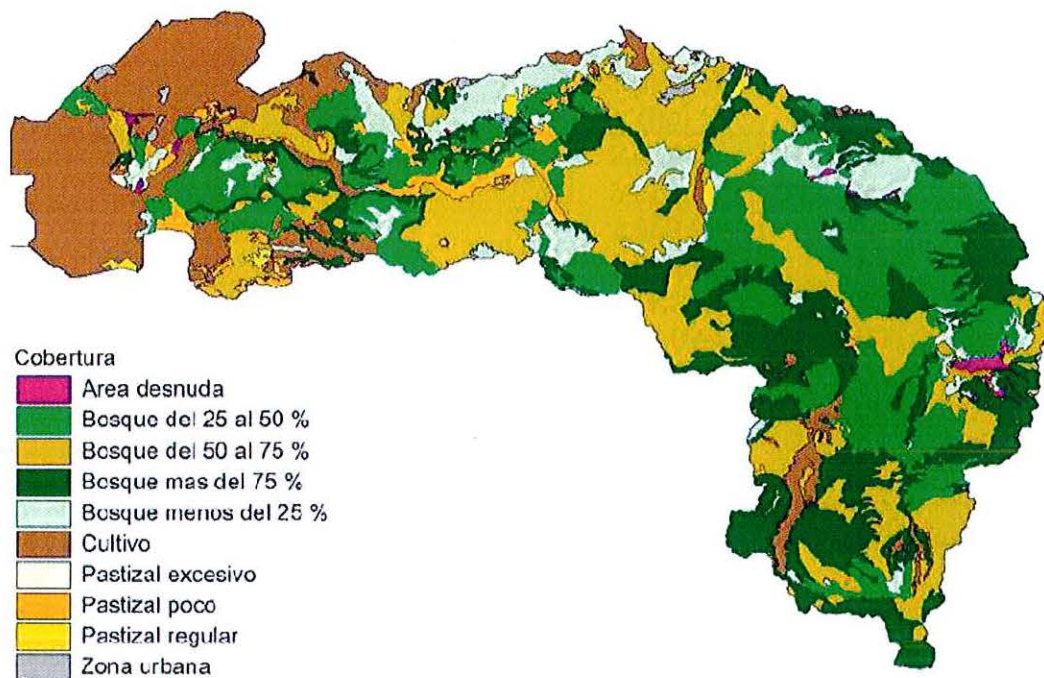 Cobertura
Area desnuda
Bosque del 25 al 50 %
Bosque del 50 al 75 %
Bosque mas del 75 %
Bosque menos del 25 %
Cultivo
Pastizal excesivo
Pastizal poco
Pastizal regular
Zona urbana